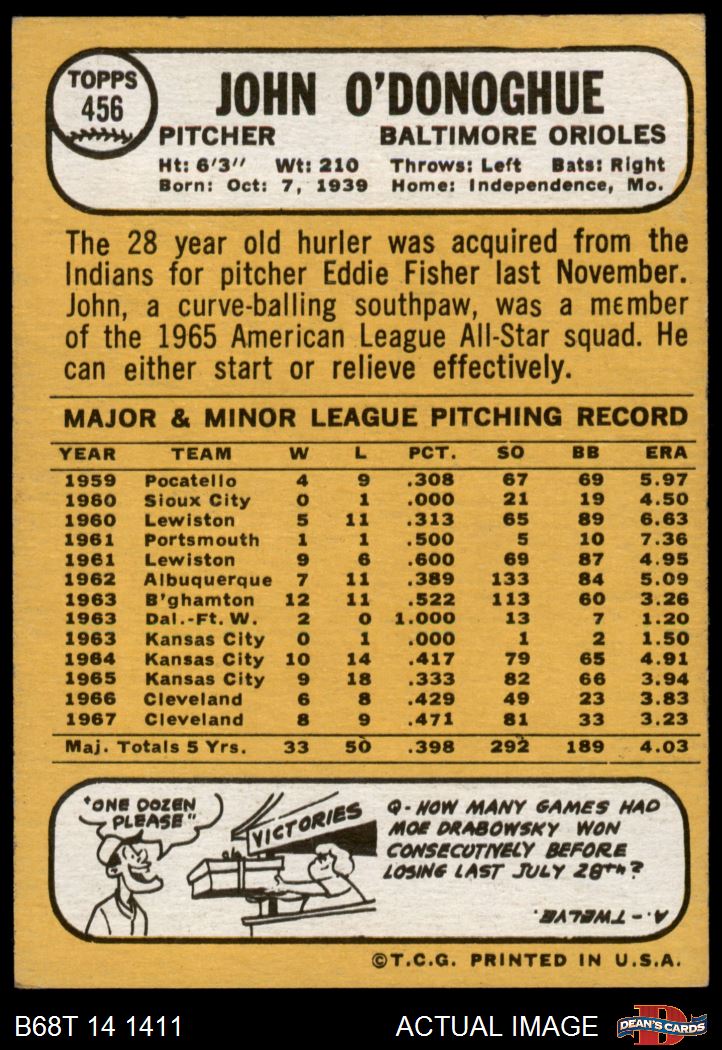 TOPPS
456
JOHN O'DONOGHUE
PITCHER BALTIMORE ORIOLES
Ht: 6'3" Wt: 210 Throws: Left Bats: Right
Born: Oct: 7, 1939 Home: Independence, Mo.
The 28 year old hurler was acquired from the
Indians for pitcher Eddie Fisher last November.
John, a curve-balling southpaw, was a member
of the 1965 American League All-Star squad. He
can either start or relieve effectively.
MAJOR & MINOR LEAGUE PITCHING RECORD
YEAR TEAM W L PCT. SO BB ERA
1959 Pocatello 4 9 .308 67 69 5.97
1960 Sioux City 0 1 .000 21 19 4.50
1960 Lewiston 5 11 .313 65 89 6.63
1961 Portsmouth 1 1 .500 5 10 7.36
1961 Lewiston 9 6 .600 69 87 4.95
1962 Albuquerque 7 11 .389 133 84 5.09
1963 B'ghamton 12 11 .522 113 60 3.26
1963 Dal.-Ft. W. 2 0 1.000 13 7 1.20
1963 Kansas City 0 1 .000 1 2 1.50
1964 Kansas City 10 14 .417 79 65 4.91
1965 Kansas City 9 18 .333 82 66 3.94
1966 Cleveland 6 8 .429 49 23 3.83
1967 Cleveland 8 9 .471 81 33 3.23
Maj. Totals 5 Yrs. 33 50 .398 292 189 4.03
"ONE DOZEN
PLEASE"
VICTORIES
Q- HOW MANY GAMES HAD
MOE DRABOWSKY WON
CONSECUTIVELY BEFORE
LOSING LAST JULY 28TH?
A.- TWELVE.
©T.C.G. PRINTED IN U.S.A.
B68T 14 1411 ACTUAL IMAGE
D
DEAN'S CARDS